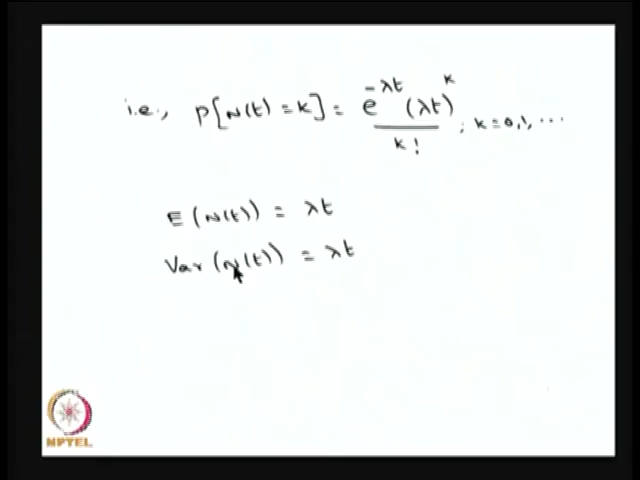 i.e., P[N(t) = k] = e^{-λt} (λt)^k / k! ; k = 0, 1, ...
E(N(t)) = λt
Var(N(t)) = λt
NPTEL